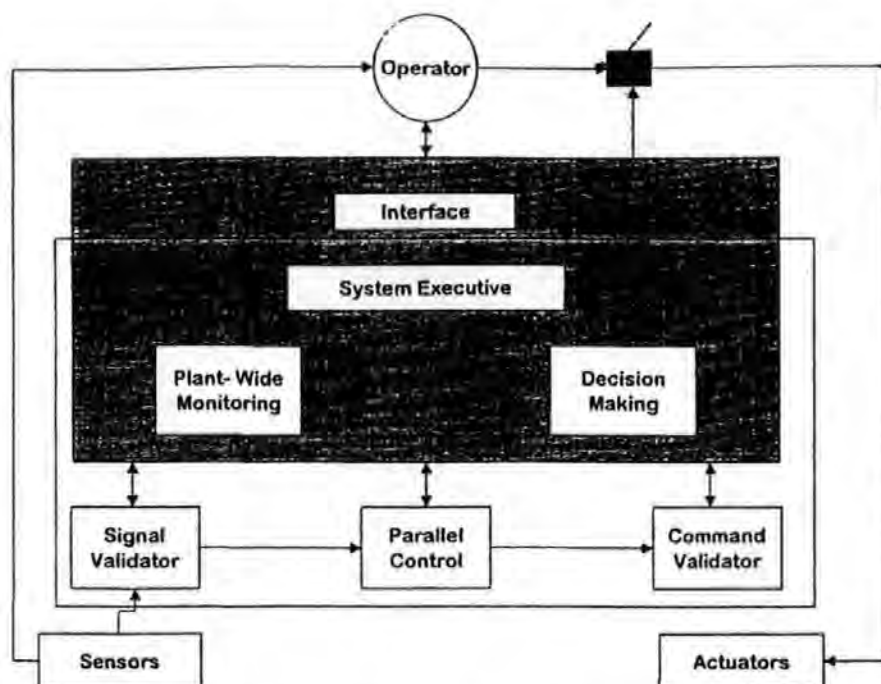 Operator
Interface
System Executive
Plant- Wide
Monitoring
Decision
Making
Signal
Validator
Parallel
Control
Command
Validator
Sensors
Actuators